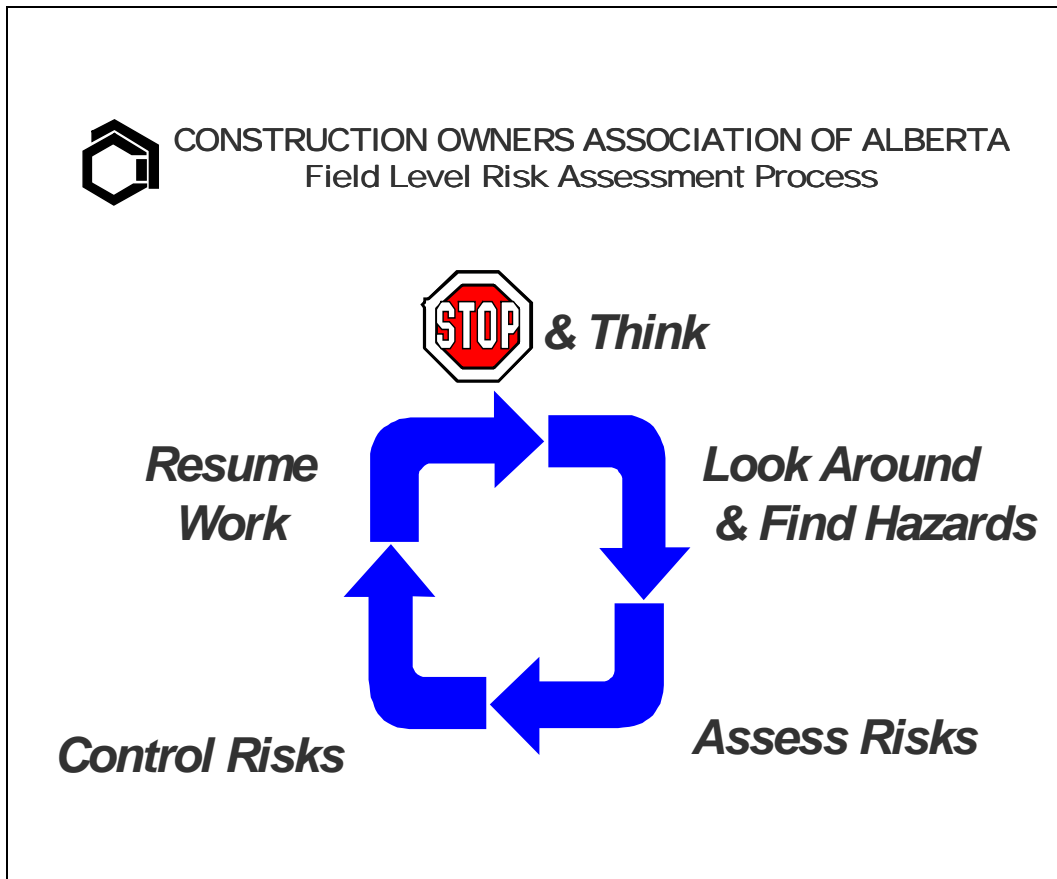 CONSTRUCTION OWNERS ASSOCIATION OF ALBERTA
Field Level Risk Assessment Process
STOP & Think
Look Around
& Find Hazards
Assess Risks
Control Risks
Resume
Work